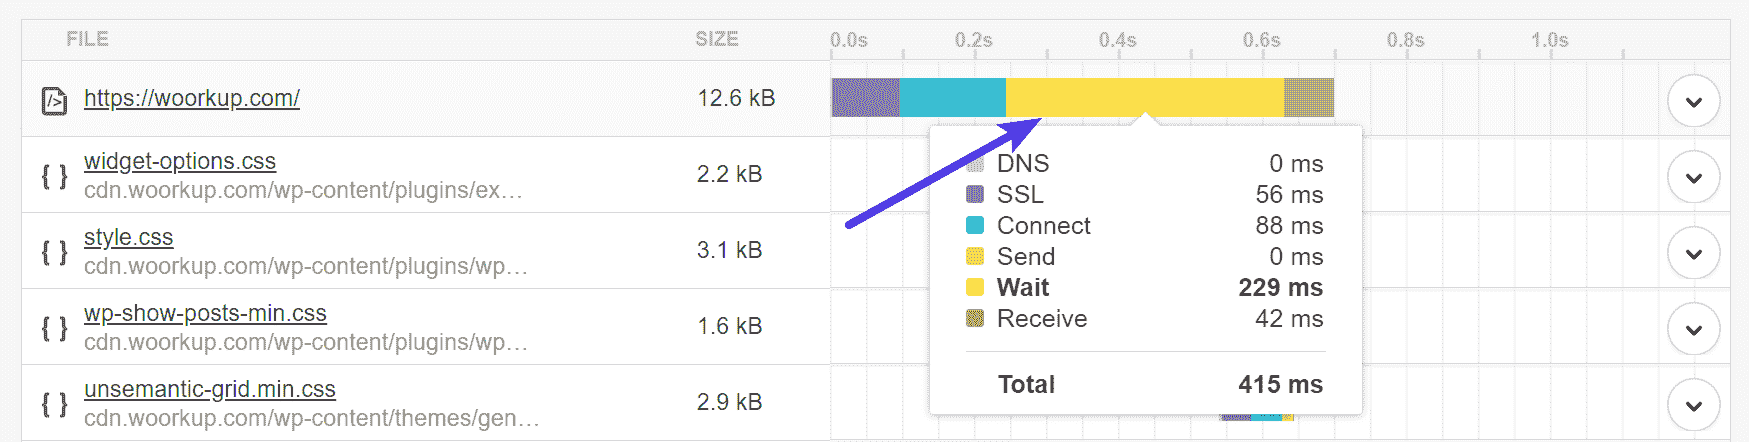 FILE SIZE 0.0s 0.2s 0.4s 0.6s 0.8s 1.0s
https://woorkup.com/ 12.6 kB
widget-options.css
cdn.woorkup.com/wp-content/plugins/ex… 2.2 kB
style.css
cdn.woorkup.com/wp-content/plugins/wp… 3.1 kB
wp-show-posts-min.css
cdn.woorkup.com/wp-content/plugins/wp… 1.6 kB
unsemantic-grid.min.css
cdn.woorkup.com/wp-content/themes/gen… 2.9 kB
DNS 0 ms
SSL 56 ms
Connect 88 ms
Send 0 ms
Wait 229 ms
Receive 42 ms
Total 415 ms